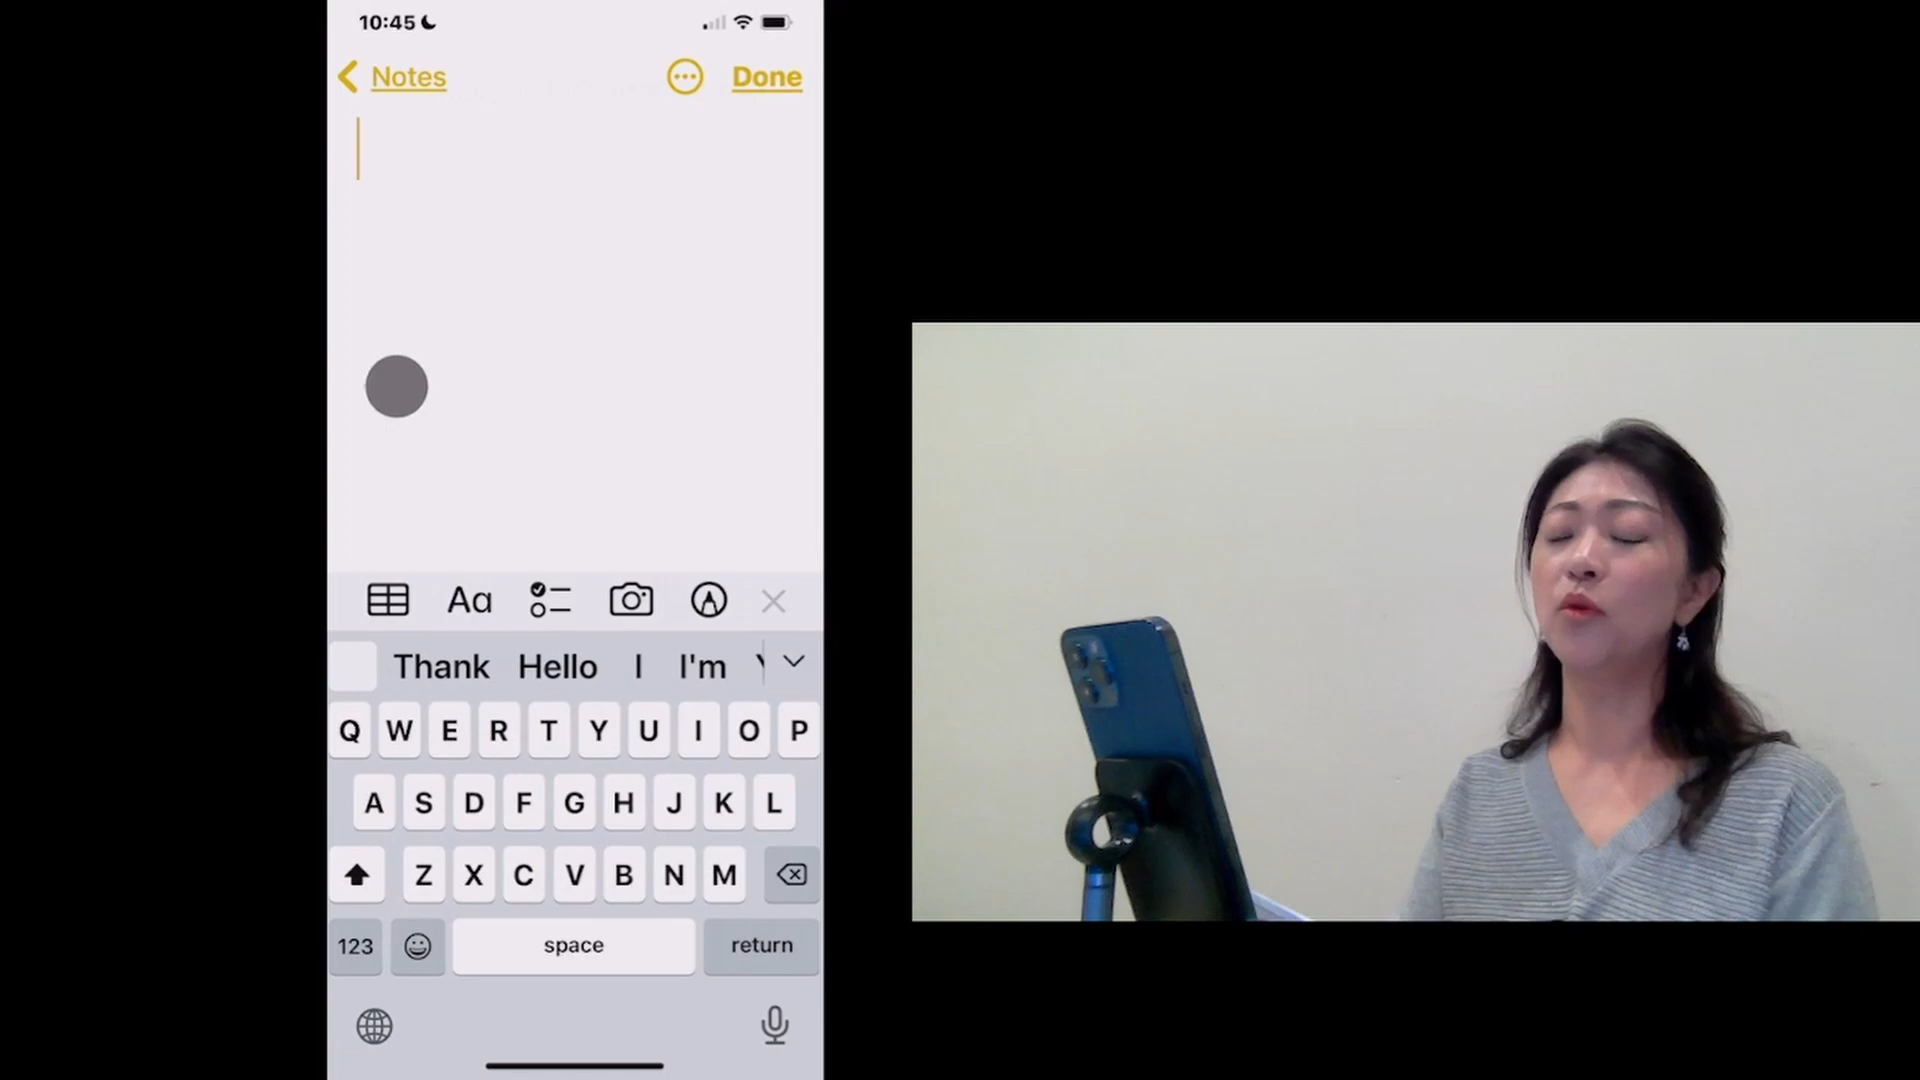 10:45
Notes
Done
Aa
Thank Hello I I'm
Q W E R T Y U I O P
A S D F G H J K L
Z X C V B N M
123 space return